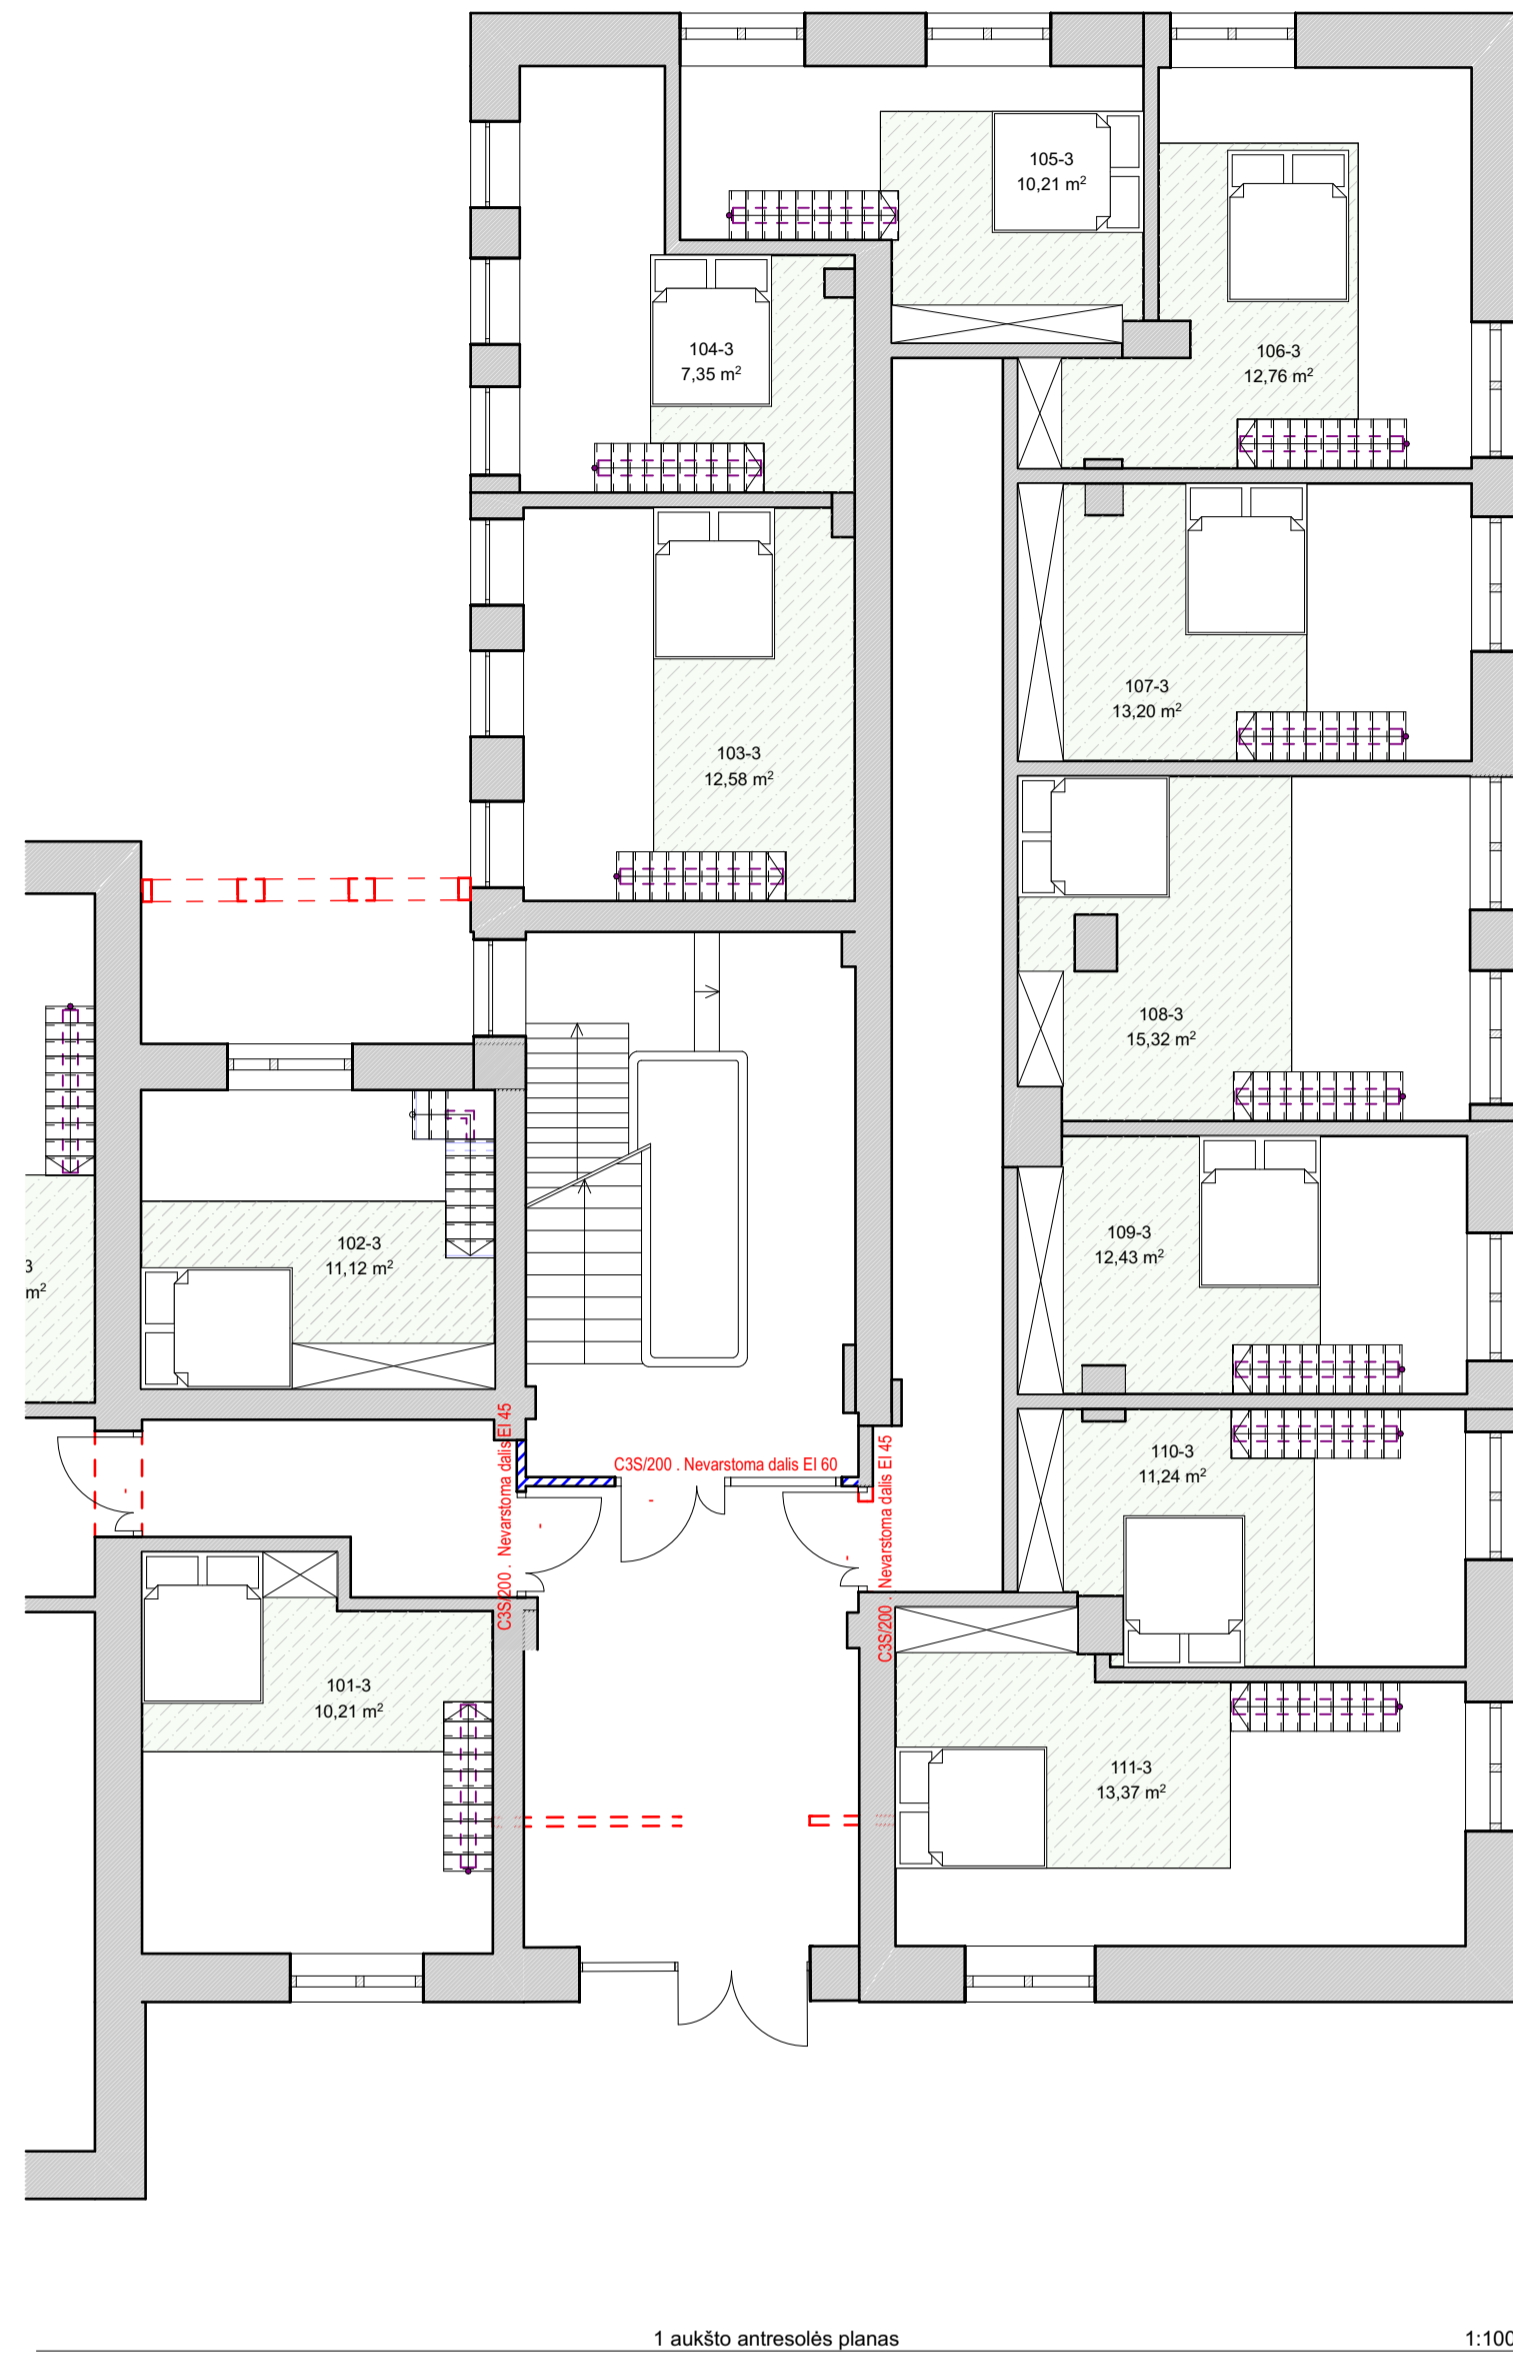 105-3
10,21 m²
104-3
7,35 m²
106-3
12,76 m²
107-3
13,20 m²
103-3
12,58 m²
108-3
15,32 m²
102-3
11,12 m²
3
m²
109-3
12,43 m²
C3S/200 . Nevarstoma dalis EI 45
C3S/200 . Nevarstoma dalis EI 60
C3S/200 . Nevarstoma dalis EI 45
110-3
11,24 m²
101-3
10,21 m²
111-3
13,37 m²
1 aukšto antresolės planas
1:100